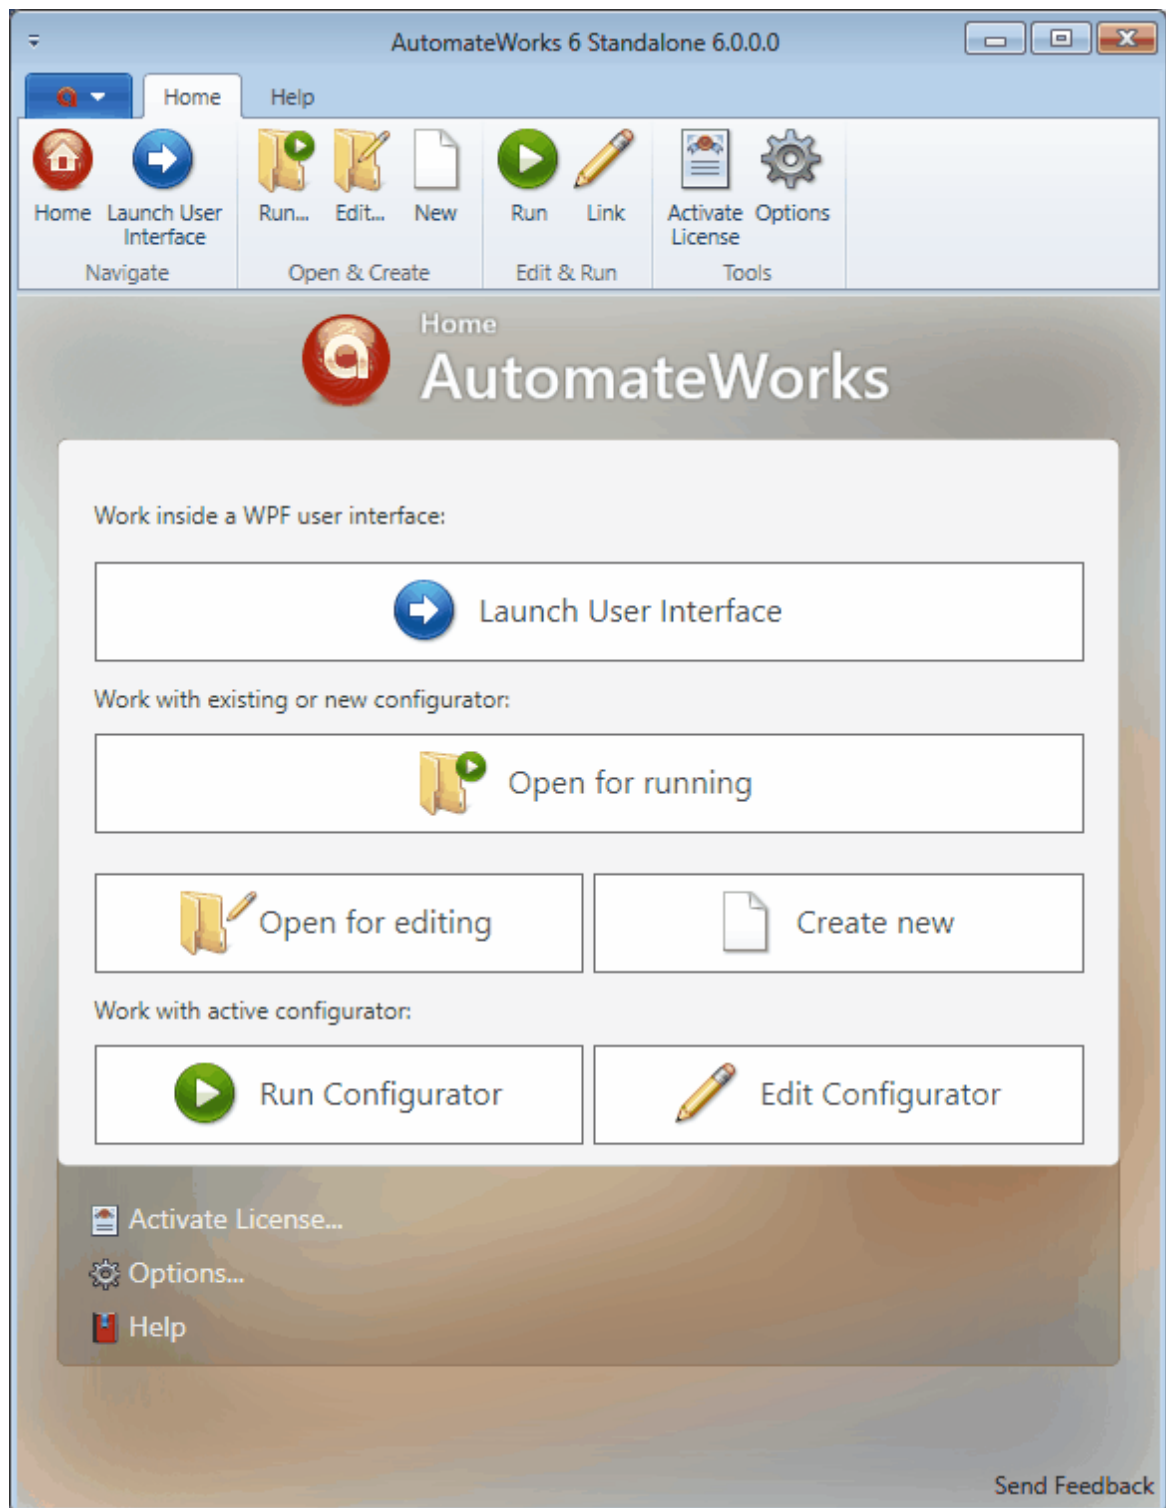 AutomateWorks 6 Standalone 6.0.0.0
Home Help
Home Launch User Interface Run... Edit... New Run Link Activate License Options
Navigate Open & Create Edit & Run Tools
Home
AutomateWorks
Work inside a WPF user interface:
Launch User Interface
Work with existing or new configurator:
Open for running
Open for editing Create new
Work with active configurator:
Run Configurator Edit Configurator
Activate License...
Options...
Help
Send Feedback